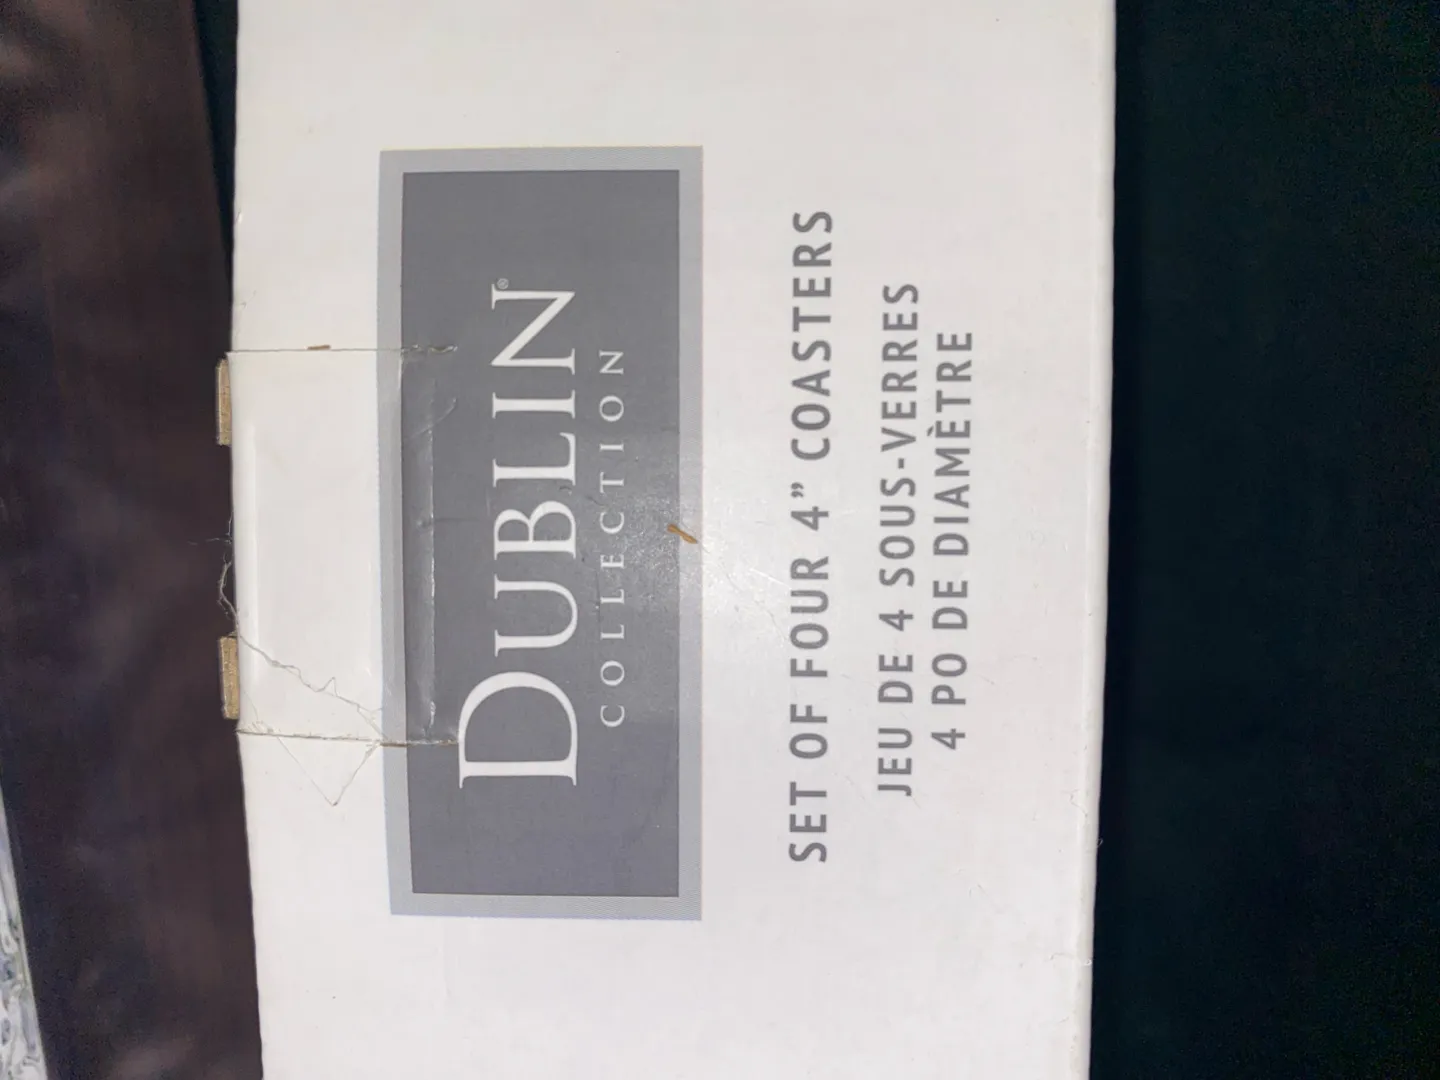 DUBLIN®
COLLECTION
SET OF FOUR 4” COASTERS
JEU DE 4 SOUS-VERRES
4 PO DE DIAMÈTRE